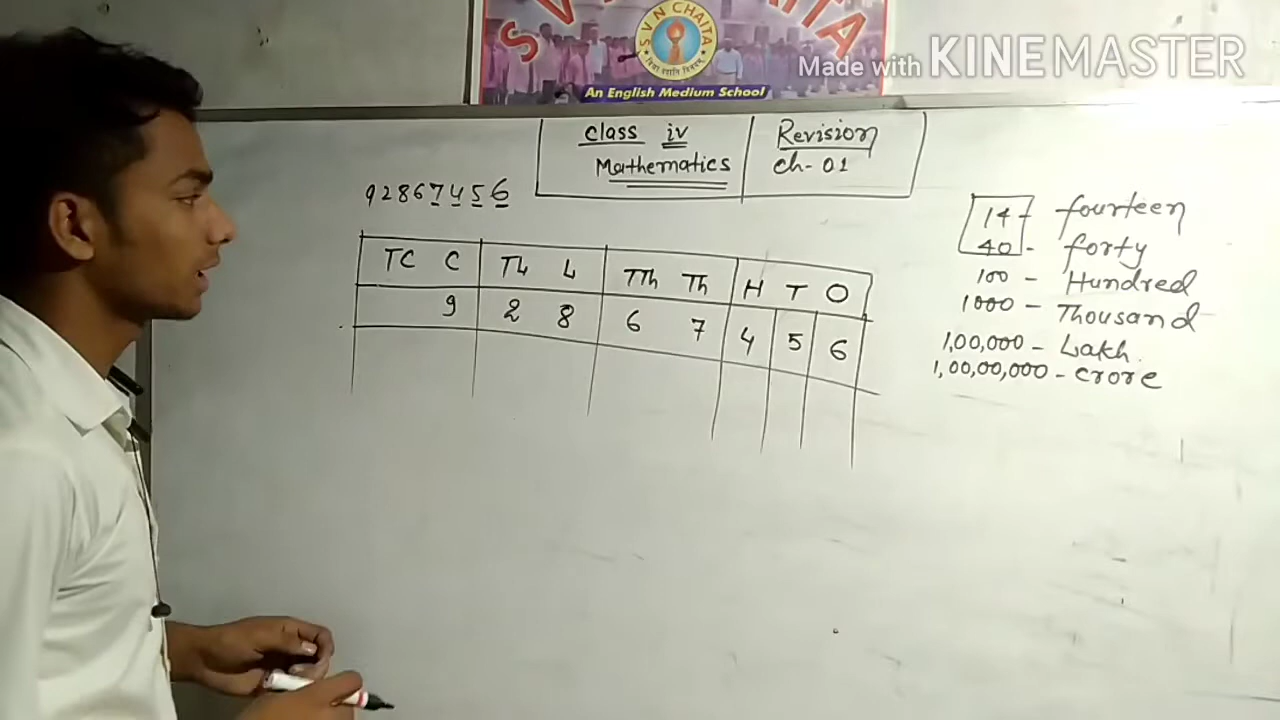 S V N CHAITA
विद्या ददाति विनयम्
An English Medium School
Made with KINEMASTER
Class iv
Mathematics
Revision
Ch-01
92867456
TC C Th L TTh Th H T O
9 2 8 6 7 4 5 6
14 - fourteen
40 - forty
100 - Hundred
1000 - Thousand
1,00,000 - Lakh.
1,00,00,000 - crore